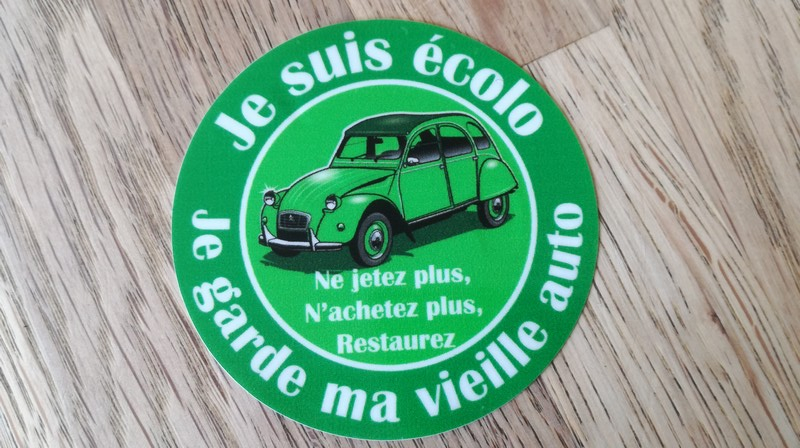 Je suis écolo
Ne jetez plus,
N'achetez plus,
Restaurez
Je garde ma vieille auto